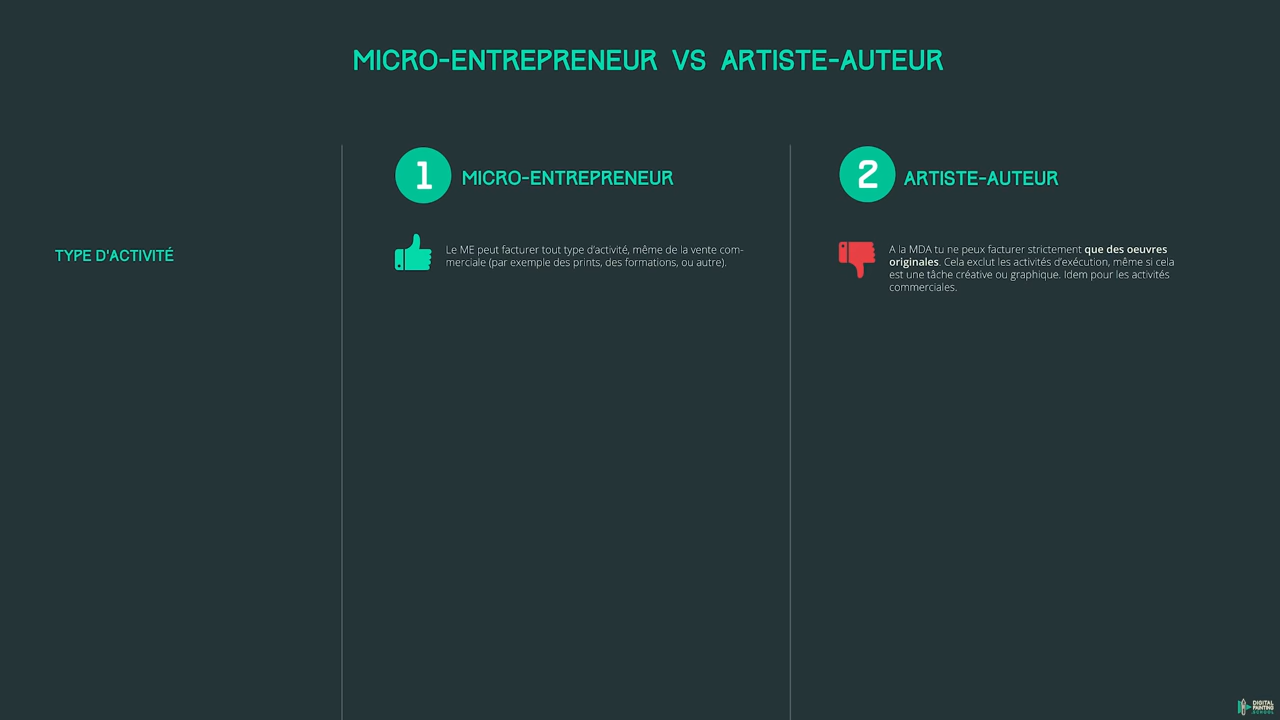 MICRO-ENTREPRENEUR VS ARTISTE-AUTEUR
1 MICRO-ENTREPRENEUR
2 ARTISTE-AUTEUR
TYPE D'ACTIVITÉ
Le ME peut facturer tout type d'activité, même de la vente com-
merciale (par exemple des prints, des formations, ou autre).
A la MDA tu ne peux facturer strictement que des oeuvres
originales. Cela exclut les activités d'exécution, même si cela
est une tâche créative ou graphique. Idem pour les activités
commerciales.
DIGITAL
PAINTING
SCHOOL